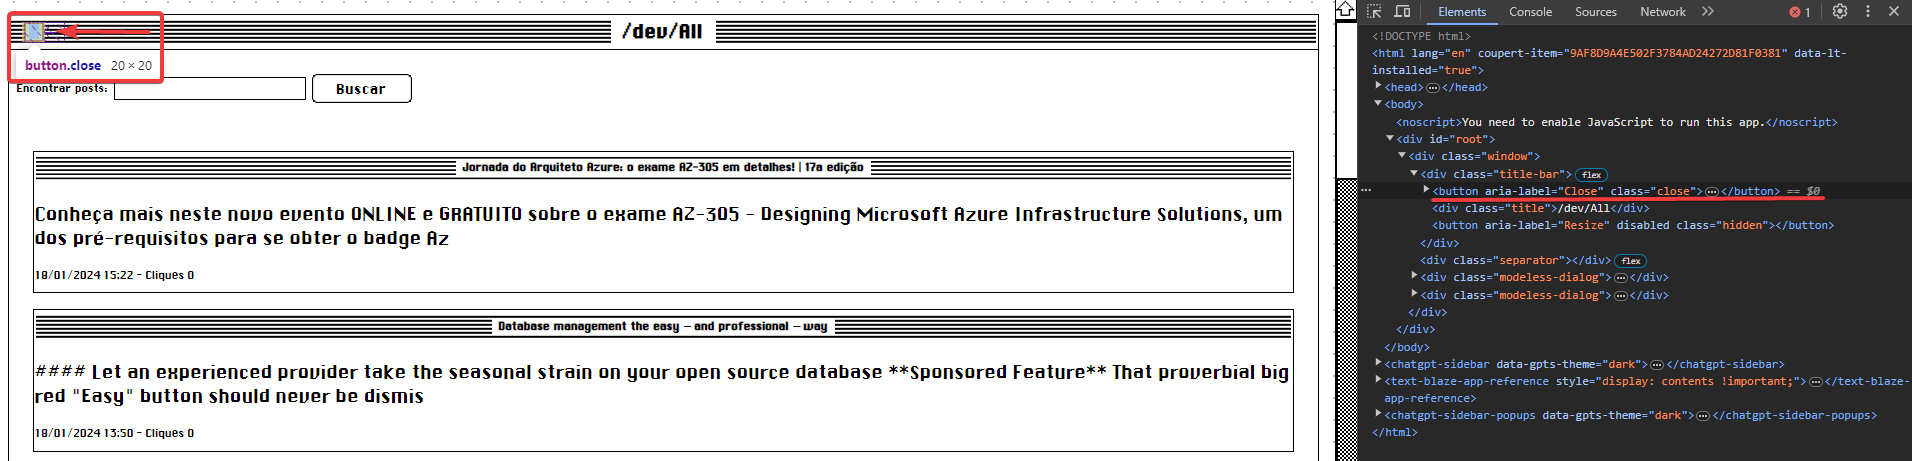 /dev/All
button.close 20 × 20
Encontrar posts:
Buscar
Jornada do Arquiteto Azure: o exame AZ-305 em detalhes! | 17a edição
Conheça mais neste novo evento ONLINE e GRATUITO sobre o exame AZ-305 - Designing Microsoft Azure Infrastructure Solutions, um
dos pré-requisitos para se obter o badge Az
18/01/2024 15:22 - Cliques 0
Database management the easy – and professional – way
#### Let an experienced provider take the seasonal strain on your open source database **Sponsored Feature** That proverbial big
red "Easy" button should never be dismis
18/01/2024 13:50 - Cliques 0
Elements Console Sources Network 1
<!DOCTYPE html>
<html lang="en" coupert-item="9AF8D9A4E502F3784AD24272D81F0381" data-lt-
installed="true">
<head>…</head>
<body>
<noscript>You need to enable JavaScript to run this app.</noscript>
<div id="root">
<div class="window">
<div class="title-bar"> flex
<button aria-label="Close" class="close">…</button> == $0
<div class="title">/dev/All</div>
<button aria-label="Resize" disabled class="hidden"></button>
</div>
<div class="separator"></div> flex
<div class="modeless-dialog">…</div>
<div class="modeless-dialog">…</div>
</div>
</div>
</body>
<chatgpt-sidebar data-gpts-theme="dark">…</chatgpt-sidebar>
<text-blaze-app-reference style="display: contents !important;">…</text-blaze-
app-reference>
<chatgpt-sidebar-popups data-gpts-theme="dark">…</chatgpt-sidebar-popups>
</html>